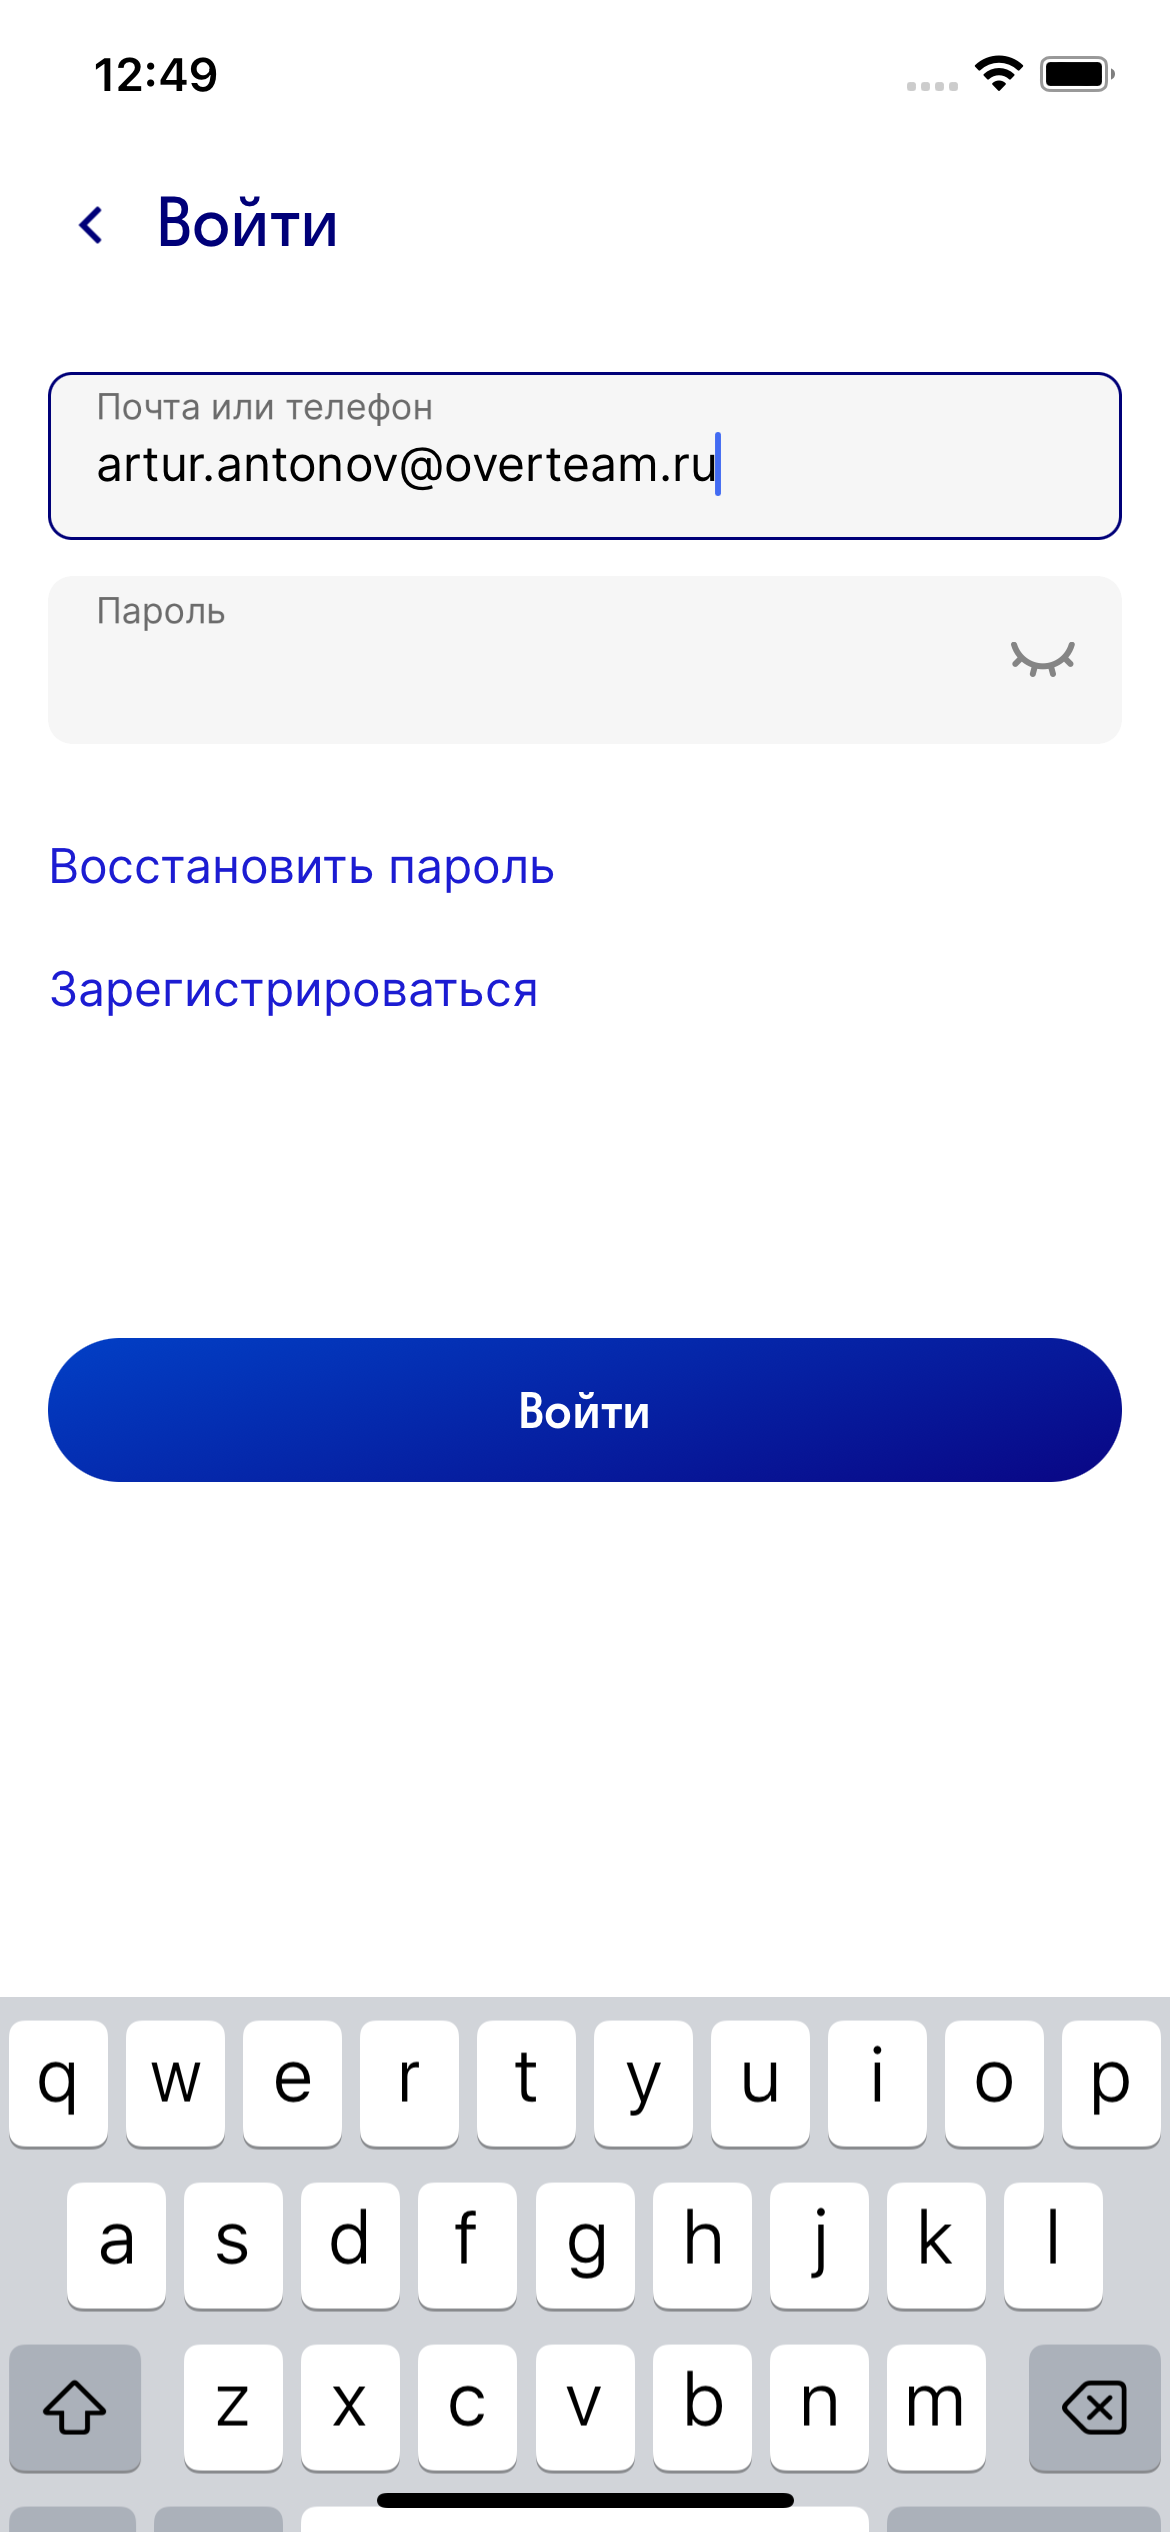 12:49
Войти
Почта или телефон
artur.antonov@overteam.ru
Пароль
Восстановить пароль
Зарегистрироваться
Войти
q w e r t y u i o p
a s d f g h j k l
z x c v b n m